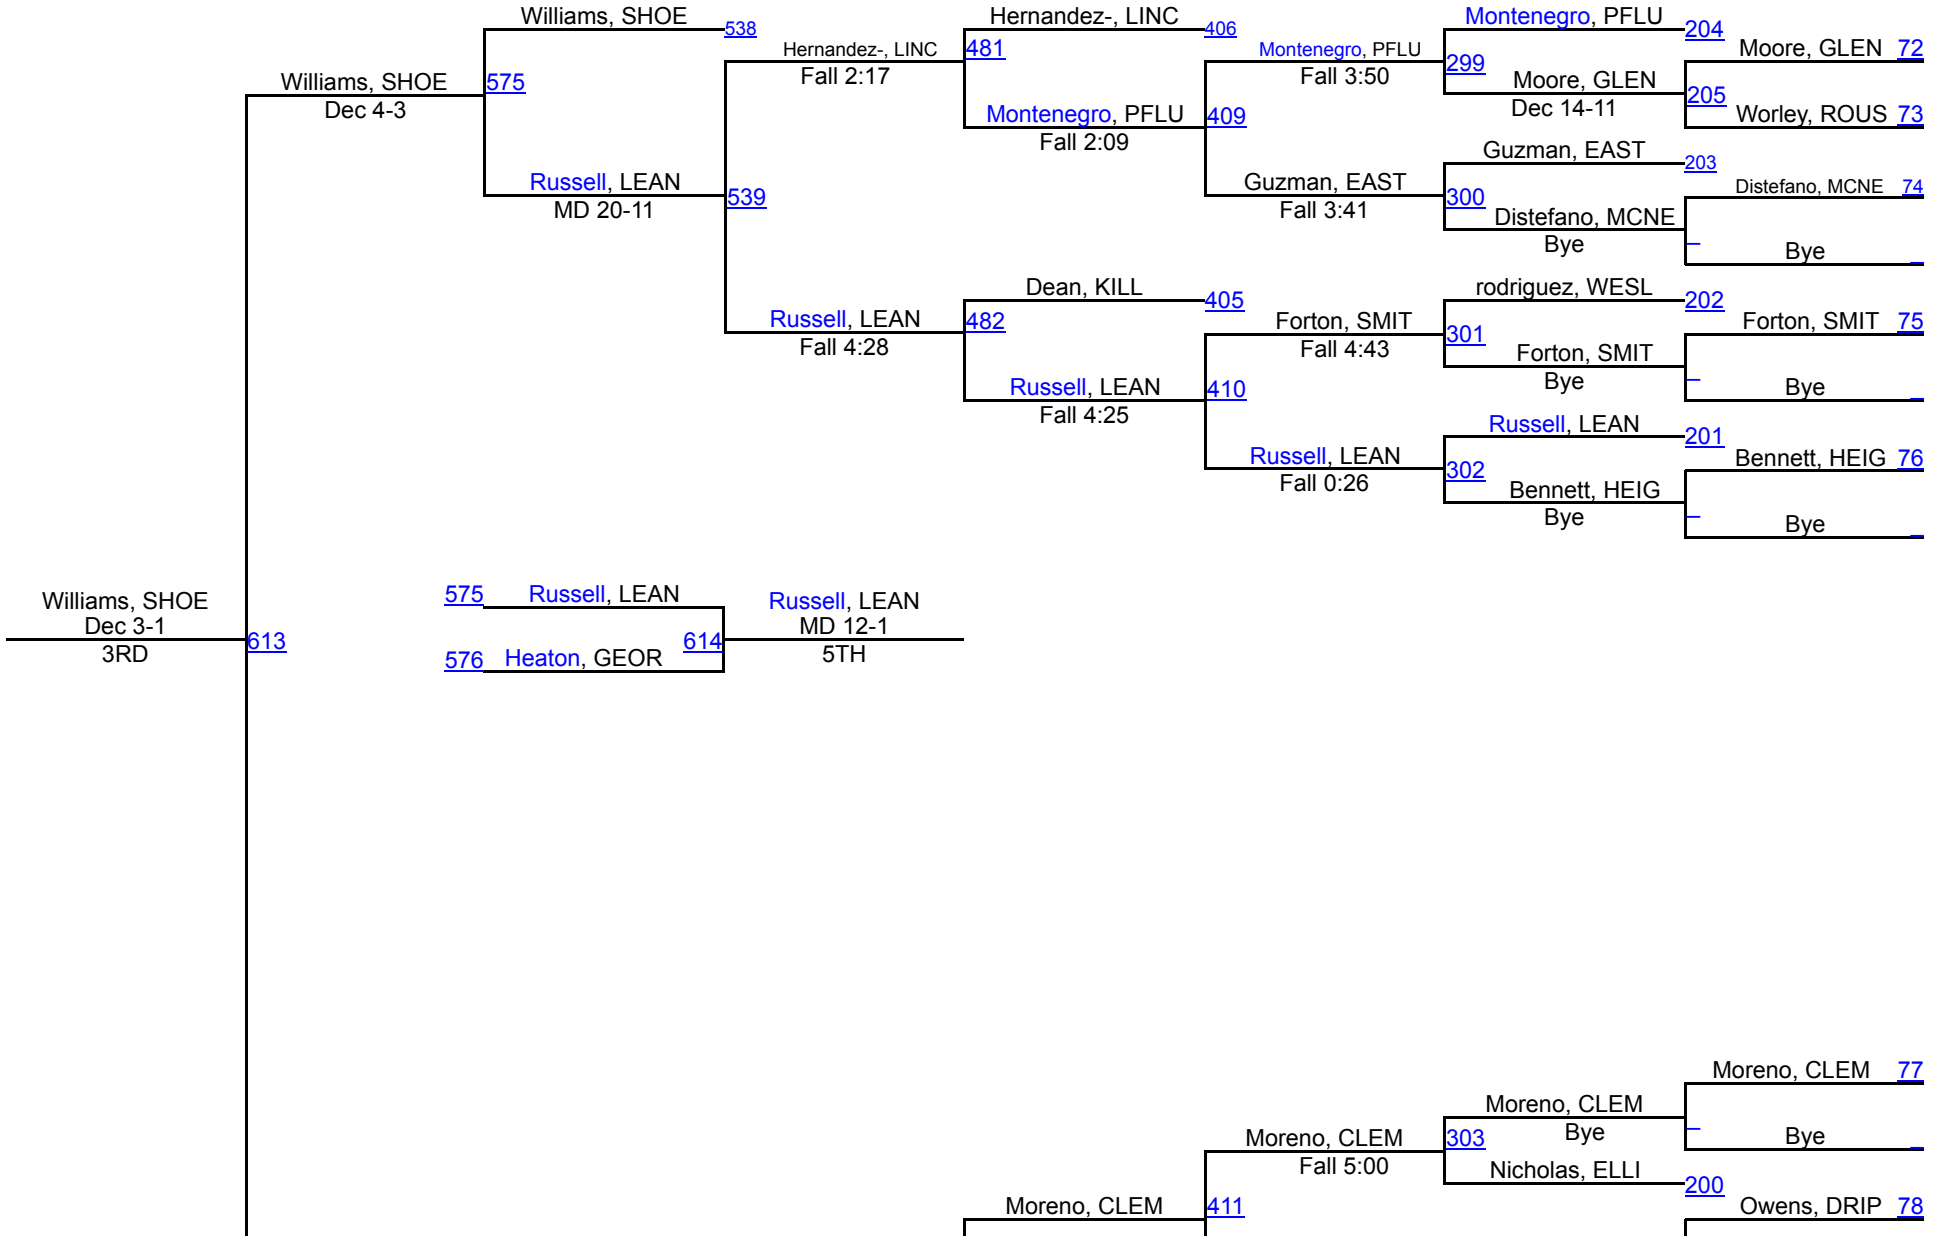 Williams, SHOE
538
Hernandez-, LINC
406
Montenegro, PFLU
204
Moore, GLEN 72
Hernandez-, LINC
481
Montenegro, PFLU
299
Fall 2:17
Fall 3:50
Williams, SHOE
575
Moore, GLEN
205
Dec 4-3
Dec 14-11
Montenegro, PFLU
409
Worley, ROUS 73
Fall 2:09
Guzman, EAST
203
Russell, LEAN
539
Guzman, EAST
300
Distefano, MCNE 74
MD 20-11
Fall 3:41
Distefano, MCNE
Bye
Bye
Dean, KILL
405
rodriguez, WESL
202
Russell, LEAN
482
Forton, SMIT
301
Forton, SMIT 75
Fall 4:28
Fall 4:43
Forton, SMIT
Bye
Russell, LEAN
410
Bye
Fall 4:25
Russell, LEAN
201
Russell, LEAN
302
Bennett, HEIG 76
Fall 0:26
Bennett, HEIG
Bye
Bye
Williams, SHOE
Dec 3-1
3RD
613
575 Russell, LEAN
576 Heaton, GEOR
614
Russell, LEAN
MD 12-1
5TH
Moreno, CLEM 77
Moreno, CLEM
Bye
Bye
Moreno, CLEM
303
Fall 5:00
Nicholas, ELLI
200
Moreno, CLEM
411
Owens, DRIP 78